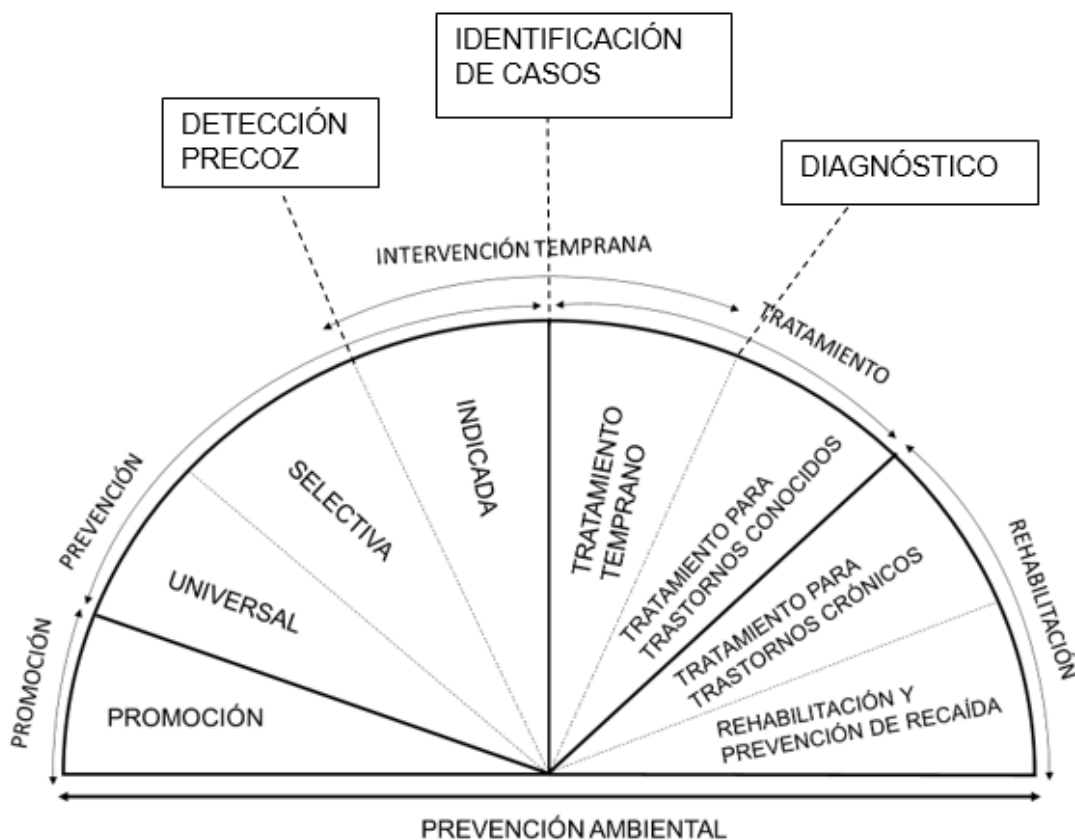 IDENTIFICACIÓN
DE CASOS
DETECCIÓN
PRECOZ
DIAGNÓSTICO
INTERVENCIÓN TEMPRANA
TRATAMIENTO
PREVENCIÓN
PROMOCIÓN
REHABILITACIÓN
PROMOCIÓN
UNIVERSAL
SELECTIVA
INDICADA
TRATAMIENTO
TEMPRANO
TRATAMIENTO PARA
TRASTORNOS CONOCIDOS
TRATAMIENTO PARA
TRASTORNOS CRÓNICOS
REHABILITACIÓN Y
PREVENCIÓN DE RECAÍDA
PREVENCIÓN AMBIENTAL